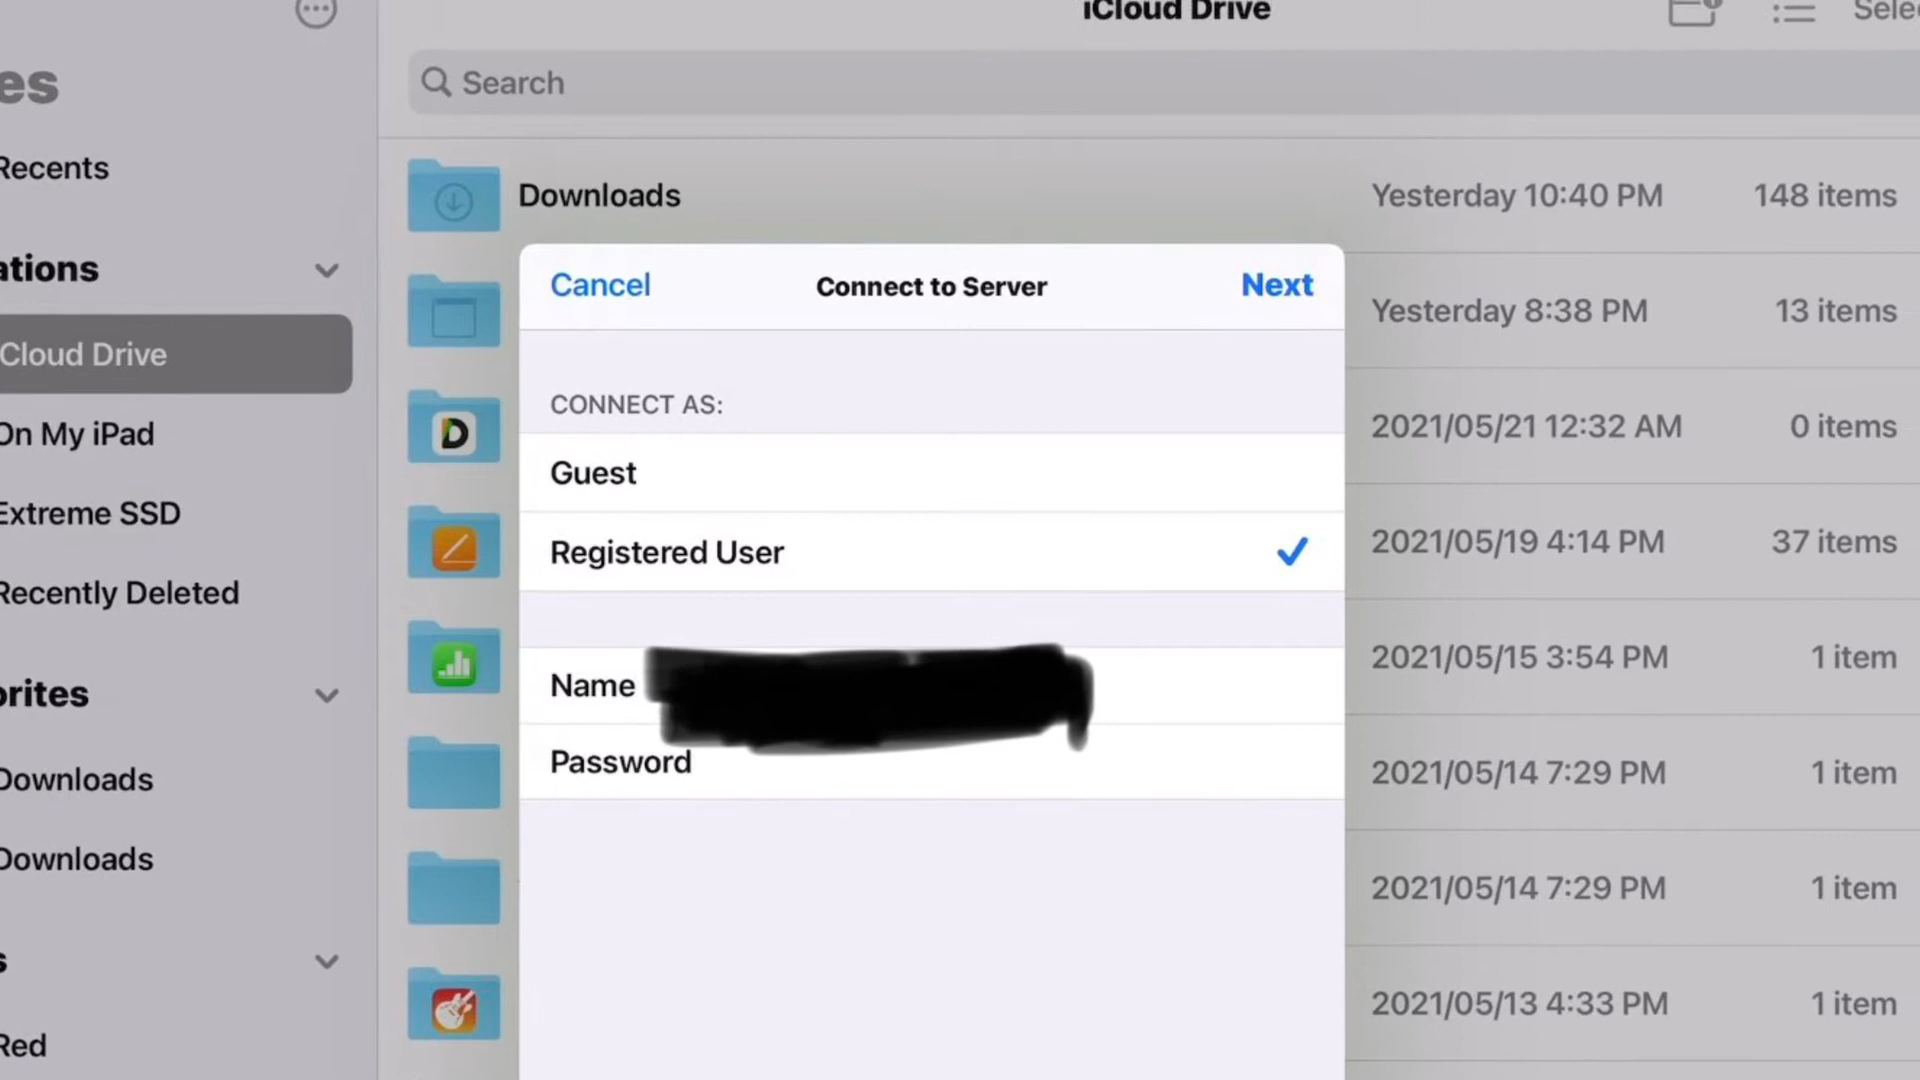 iCloud Drive
Sele
es
Search
Recents
Downloads
Yesterday 10:40 PM
148 items
ations
Cancel
Connect to Server
Next
Yesterday 8:38 PM
13 items
Cloud Drive
CONNECT AS:
On My iPad
2021/05/21 12:32 AM
0 items
Guest
Extreme SSD
Registered User
2021/05/19 4:14 PM
37 items
Recently Deleted
Name
2021/05/15 3:54 PM
1 item
orites
Password
Downloads
2021/05/14 7:29 PM
1 item
Downloads
2021/05/14 7:29 PM
1 item
s
2021/05/13 4:33 PM
1 item
Red